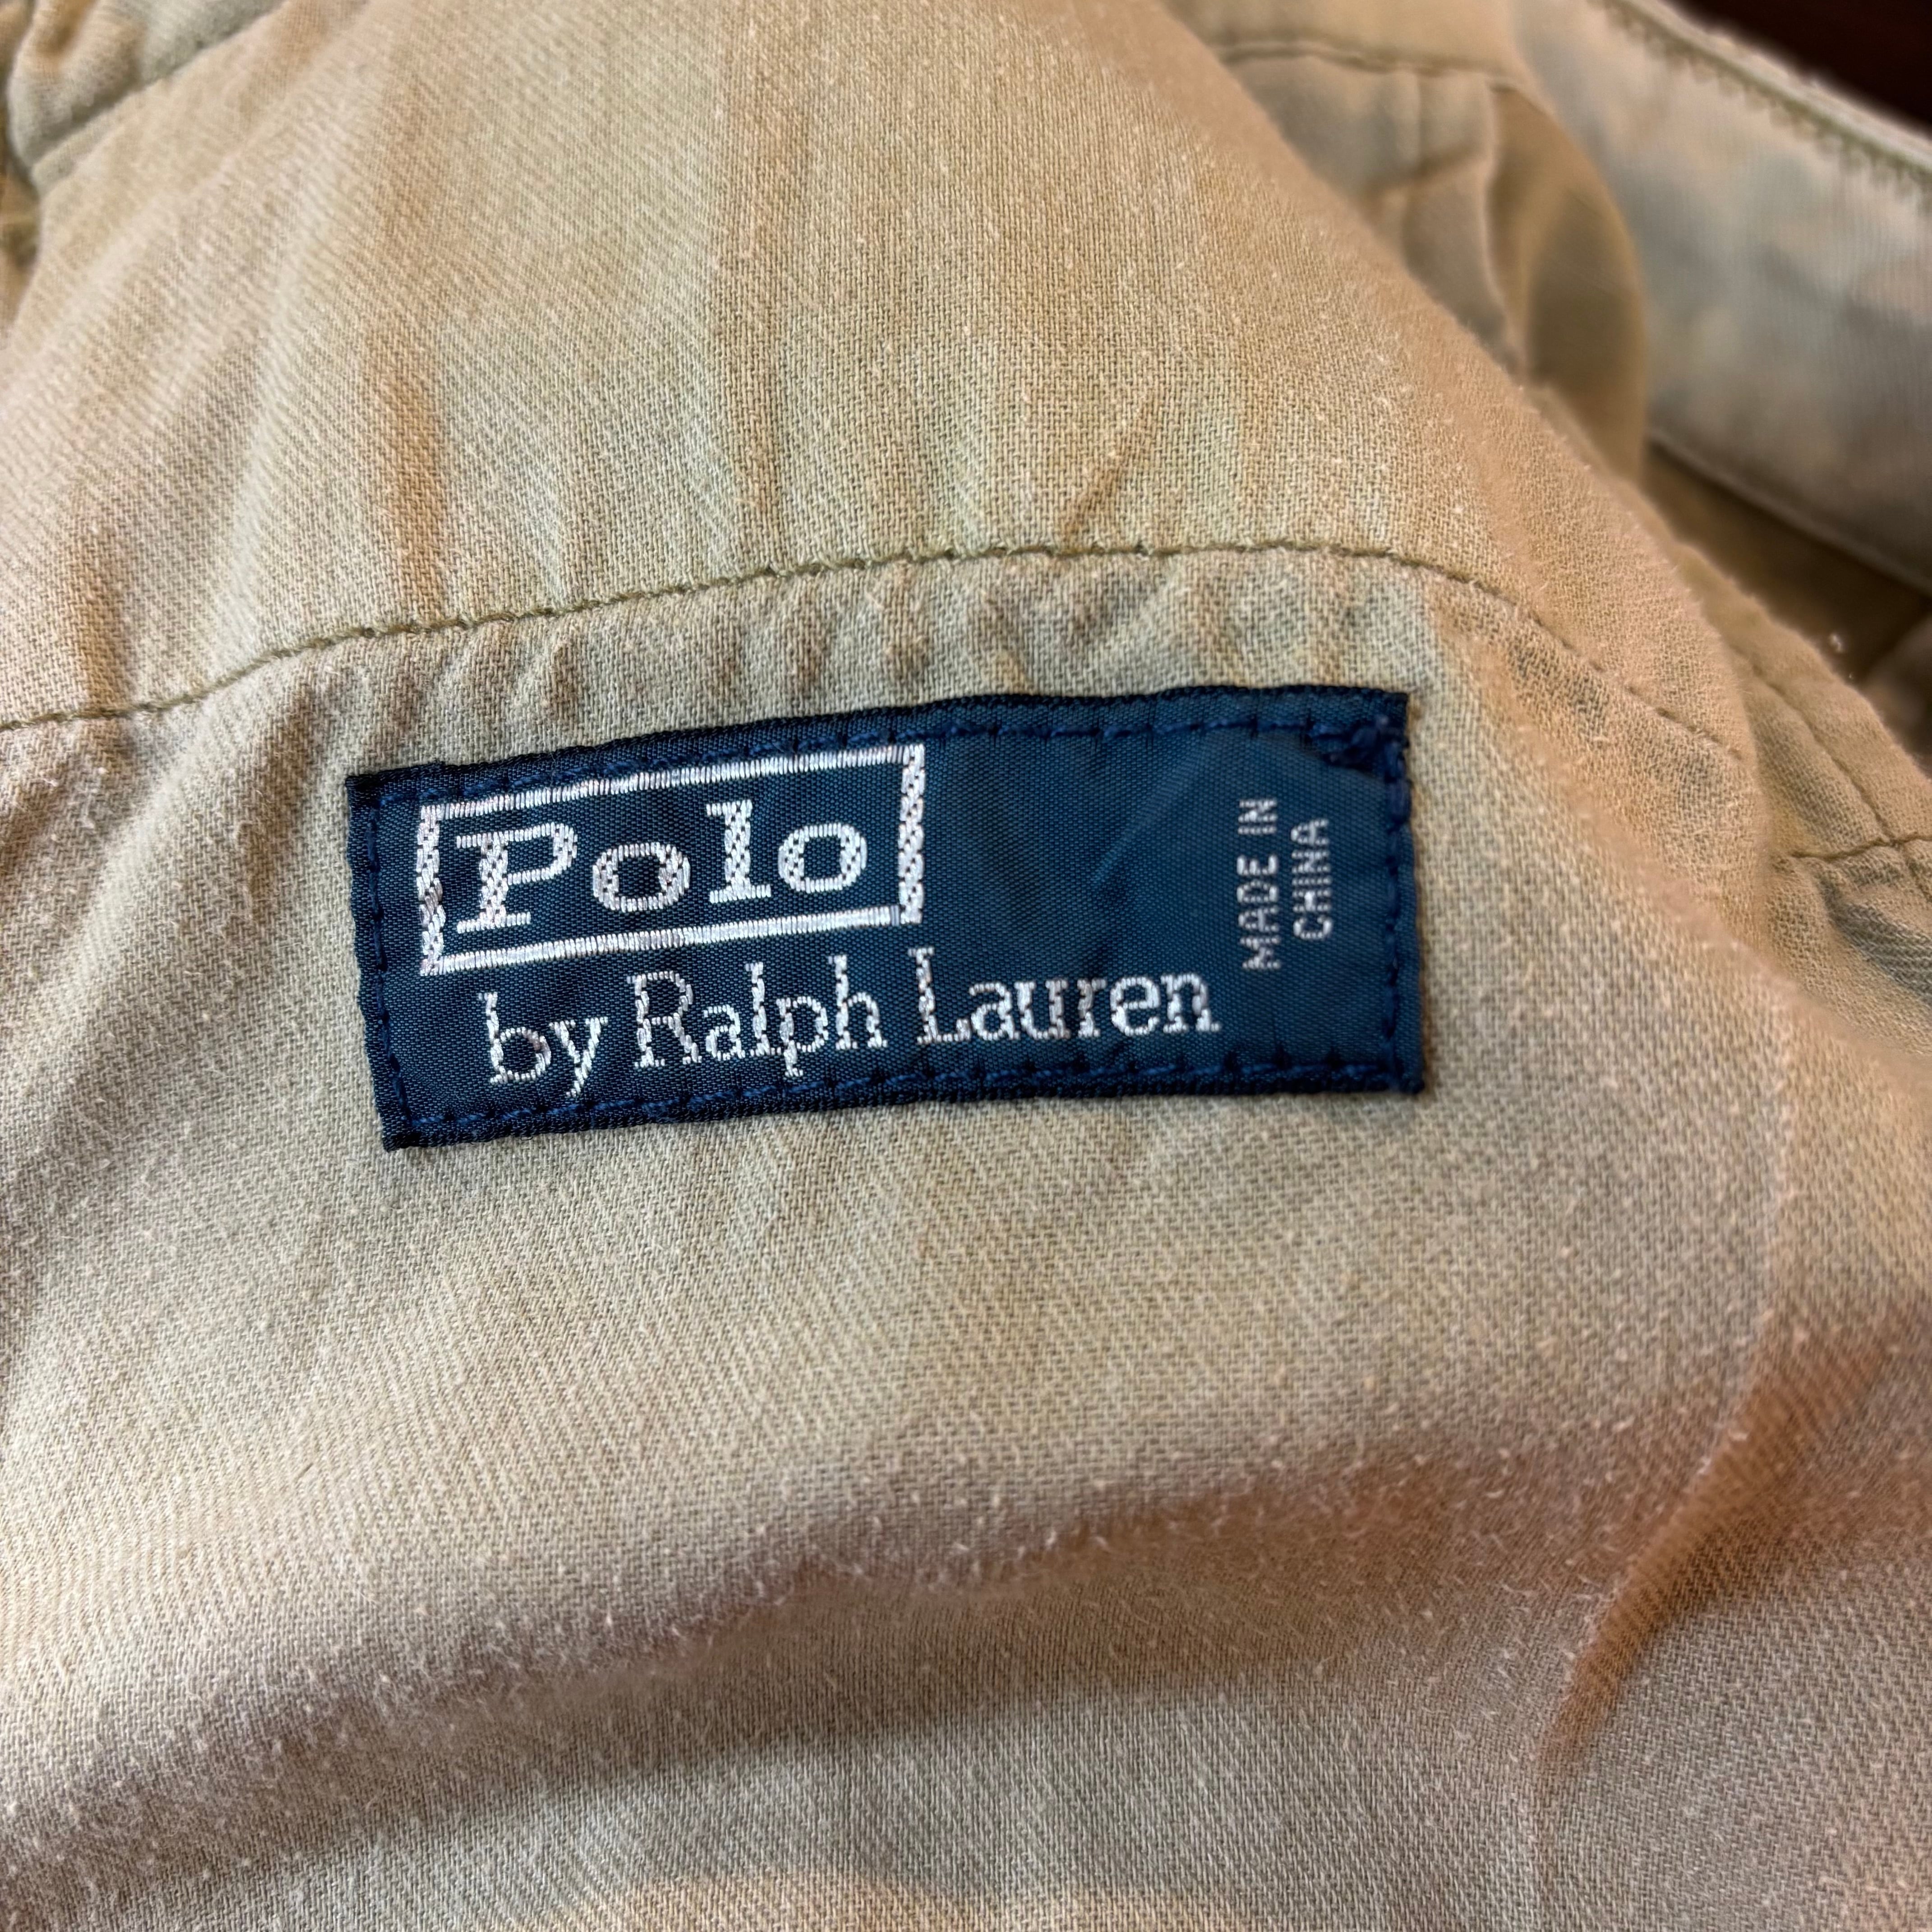 Polo
by Ralph Lauren
MADE IN
CHINA